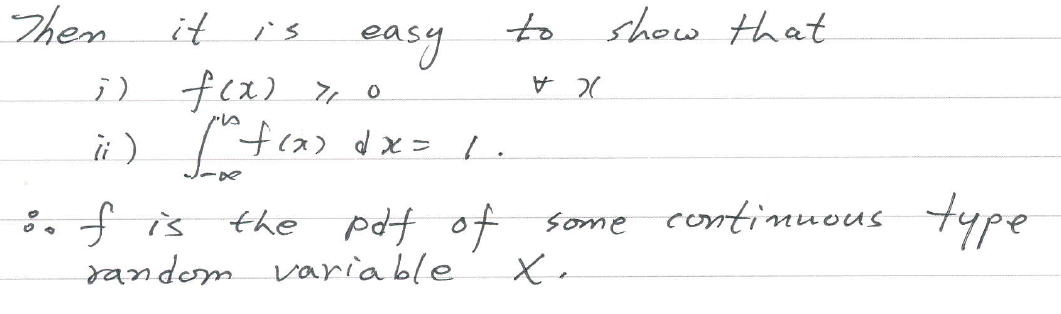 Then it is easy to show that
i) f(x) ⩾ 0 ∀ x
ii) ∫_{-∞}^{∞} f(x) dx = 1.
∴ f is the pdf of some continuous type
random variable X.